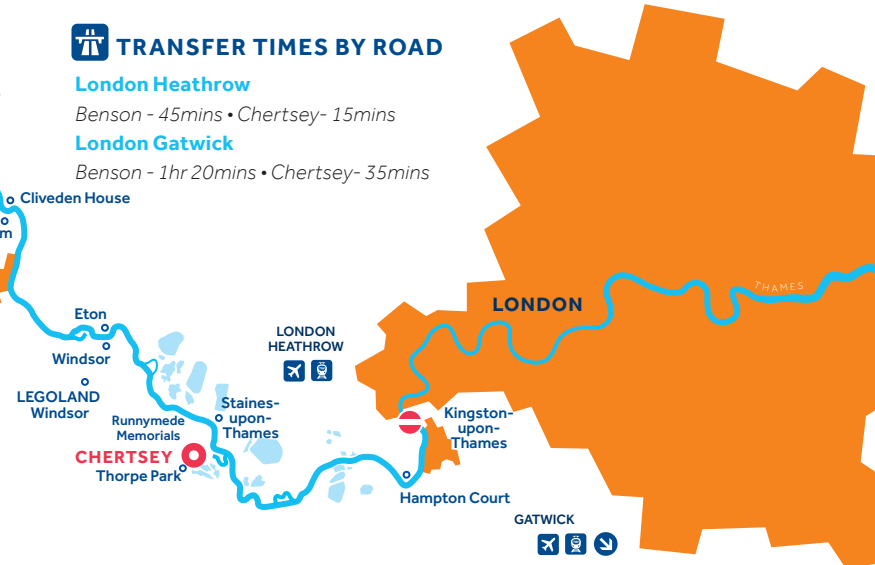 TRANSFER TIMES BY ROAD
London Heathrow
Benson - 45mins • Chertsey- 15mins
London Gatwick
Benson - 1hr 20mins • Chertsey- 35mins
Cliveden House
m
THAMES
LONDON
Eton
LONDON
HEATHROW
Windsor
LEGOLAND
Windsor
Staines-
upon-
Thames
Runnymede
Memorials
Kingston-
upon-
Thames
CHERTSEY
Thorpe Park
Hampton Court
GATWICK